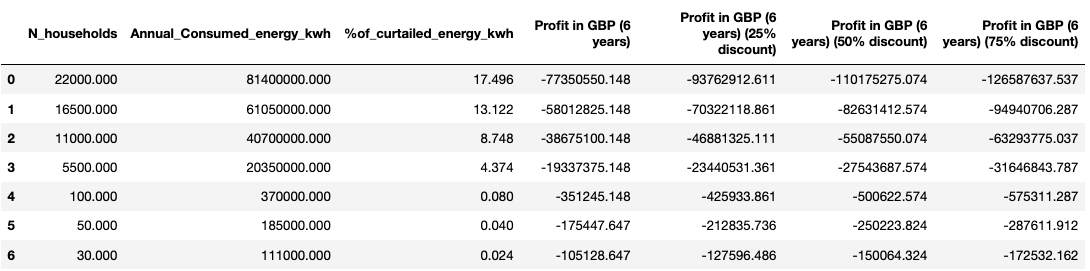 N_households Annual_Consumed_energy_kwh %of_curtailed_energy_kwh Profit in GBP (6 years) Profit in GBP (6 years) (25% discount) Profit in GBP (6 years) (50% discount) Profit in GBP (6 years) (75% discount)
0 22000.000 81400000.000 17.496 -77350550.148 -93762912.611 -110175275.074 -126587637.537
1 16500.000 61050000.000 13.122 -58012825.148 -70322118.861 -82631412.574 -94940706.287
2 11000.000 40700000.000 8.748 -38675100.148 -46881325.111 -55087550.074 -63293775.037
3 5500.000 20350000.000 4.374 -19337375.148 -23440531.361 -27543687.574 -31646843.787
4 100.000 370000.000 0.080 -351245.148 -425933.861 -500622.574 -575311.287
5 50.000 185000.000 0.040 -175447.647 -212835.736 -250223.824 -287611.912
6 30.000 111000.000 0.024 -105128.647 -127596.486 -150064.324 -172532.162